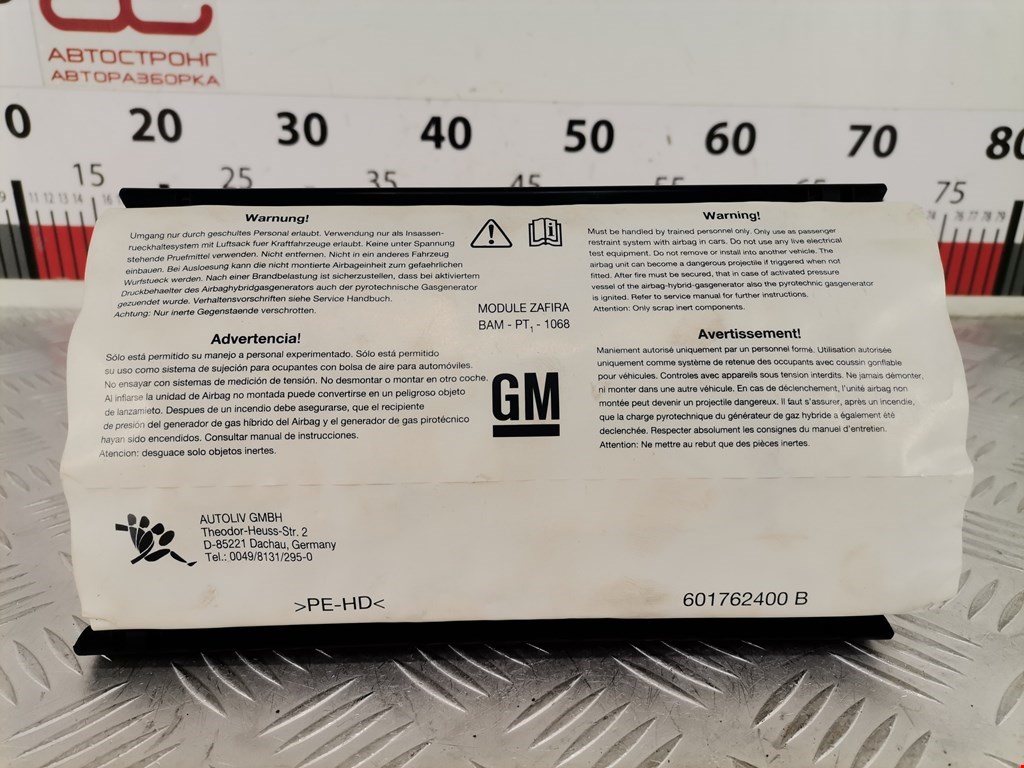 АВТОСТРОНГ
АВТОРАЗБОРКА
0 20 30 40 50 60 70 80
15 25 35 45 55 65 75
9 11 12 13 14 16 74 76 77 78 79
Warnung!
Umgang nur durch geschultes Personal erlaubt. Verwendung nur als Insassen-
rueckhaltesystem mit Luftsack fuer Kraftfahrzeuge erlaubt. Keine unter Spannung
stehende Pruefmittel verwenden. Nicht entfernen. Nicht in ein anderes Fahrzeug
einbauen. Bei Ausloesung kann die nicht montierte Airbageinheit zum gefaehrlichen
Wurfstueck werden. Nach einer Brandbelastung ist sicherzustellen, dass bei aktiviertem
Druckbehaelter des Airbaghybridgasgenerators auch der pyrotechnische Gasgenerator
gezuendet wurde. Verhaltensvorschriften siehe Service Handbuch.
Achtung: Nur inerte Gegenstaende verschrotten.
Advertencia!
Sólo está permitido su manejo a personal experimentado. Sólo está permitido
su uso como sistema de sujeción para ocupantes con bolsa de aire para automóviles.
No ensayar con sistemas de medición de tensión. No desmontar o montar en otro coche.
Al infiarse la unidad de Airbag no montada puede convertirse en un peligroso objeto
de lanzamieto. Despues de un incendio debe asegurarse, que el recipiente
de presión del generador de gas híbrido del Airbag y el generador de gas pirotécnico
hayan sido encendidos. Consultar manual de instrucciones.
Atencion: desguace solo objetos inertes.
MODULE ZAFIRA
BAM - PT1 - 1068
GM
Warning!
Must be handled by trained personnel only. Only use as passenger
restraint system with airbag in cars. Do not use any live electrical
test equipment. Do not remove or install into another vehicle. The
airbag unit can become a dangerous projectile if triggered when not
fitted. After fire must be secured, that in case of activated pressure
vessel of the airbag-hybrid-gasgenerator also the pyrotechnic gasgenerator
is ignited. Refer to service manual for further instructions.
Attention: Only scrap inert components.
Avertissement!
Maniement autorisé uniquement par un personnel formé. Utilisation autorisée
uniquement comme système de retenue des occupants avec coussin gonflable
pour véhicules. Controles avec appareils sous tension interdits. Ne jamais démonter,
ni monter dans une autre véhicule. En cas de déclenchement, l'unité airbag non
montée peut devenir un projectile dangereux. Il faut s'assurer, après un incendie,
que la charge pyrotechnique du générateur de gaz hybride a également été
declenchée. Respecter absolument les consignes du manuel d'entretien.
Attention: Ne mettre au rebut que des pièces inertes.
AUTOLIV GMBH
Theodor-Heuss-Str. 2
D-85221 Dachau, Germany
Tel.: 0049/8131/295-0
>PE-HD<
601762400 B